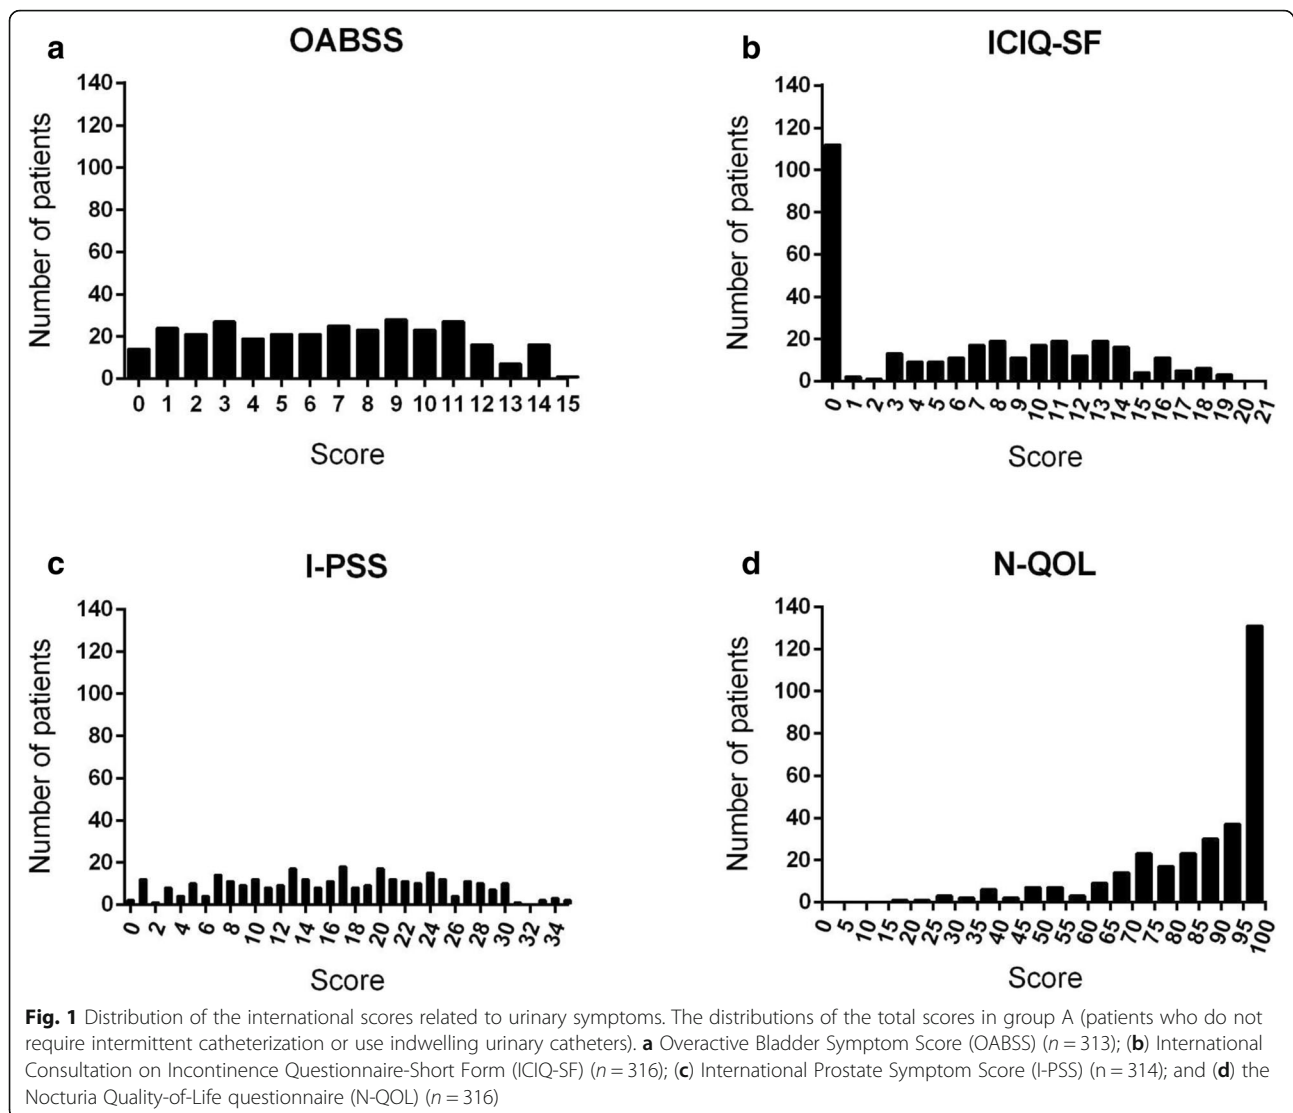 a
OABSS
Number of patients
140
120
100
80
60
40
20
0
0 1 2 3 4 5 6 7 8 9 10 11 12 13 14 15
Score
b
ICIQ-SF
Number of patients
140
120
100
80
60
40
20
0
0 1 2 3 4 5 6 7 8 9 10 11 12 13 14 15 16 17 18 19 20 21
Score
c
I-PSS
Number of patients
140
120
100
80
60
40
20
0
0 2 4 6 8 10 12 14 16 18 20 22 24 26 28 30 32 34
Score
d
N-QOL
Number of patients
140
120
100
80
60
40
20
0
0 5 10 15 20 25 30 35 40 45 50 55 60 65 70 75 80 85 90 95 100
Score
Fig. 1 Distribution of the international scores related to urinary symptoms. The distributions of the total scores in group A (patients who do not
require intermittent catheterization or use indwelling urinary catheters). a Overactive Bladder Symptom Score (OABSS) (n = 313); (b) International
Consultation on Incontinence Questionnaire-Short Form (ICIQ-SF) (n = 316); (c) International Prostate Symptom Score (I-PSS) (n = 314); and (d) the
Nocturia Quality-of-Life questionnaire (N-QOL) (n = 316)